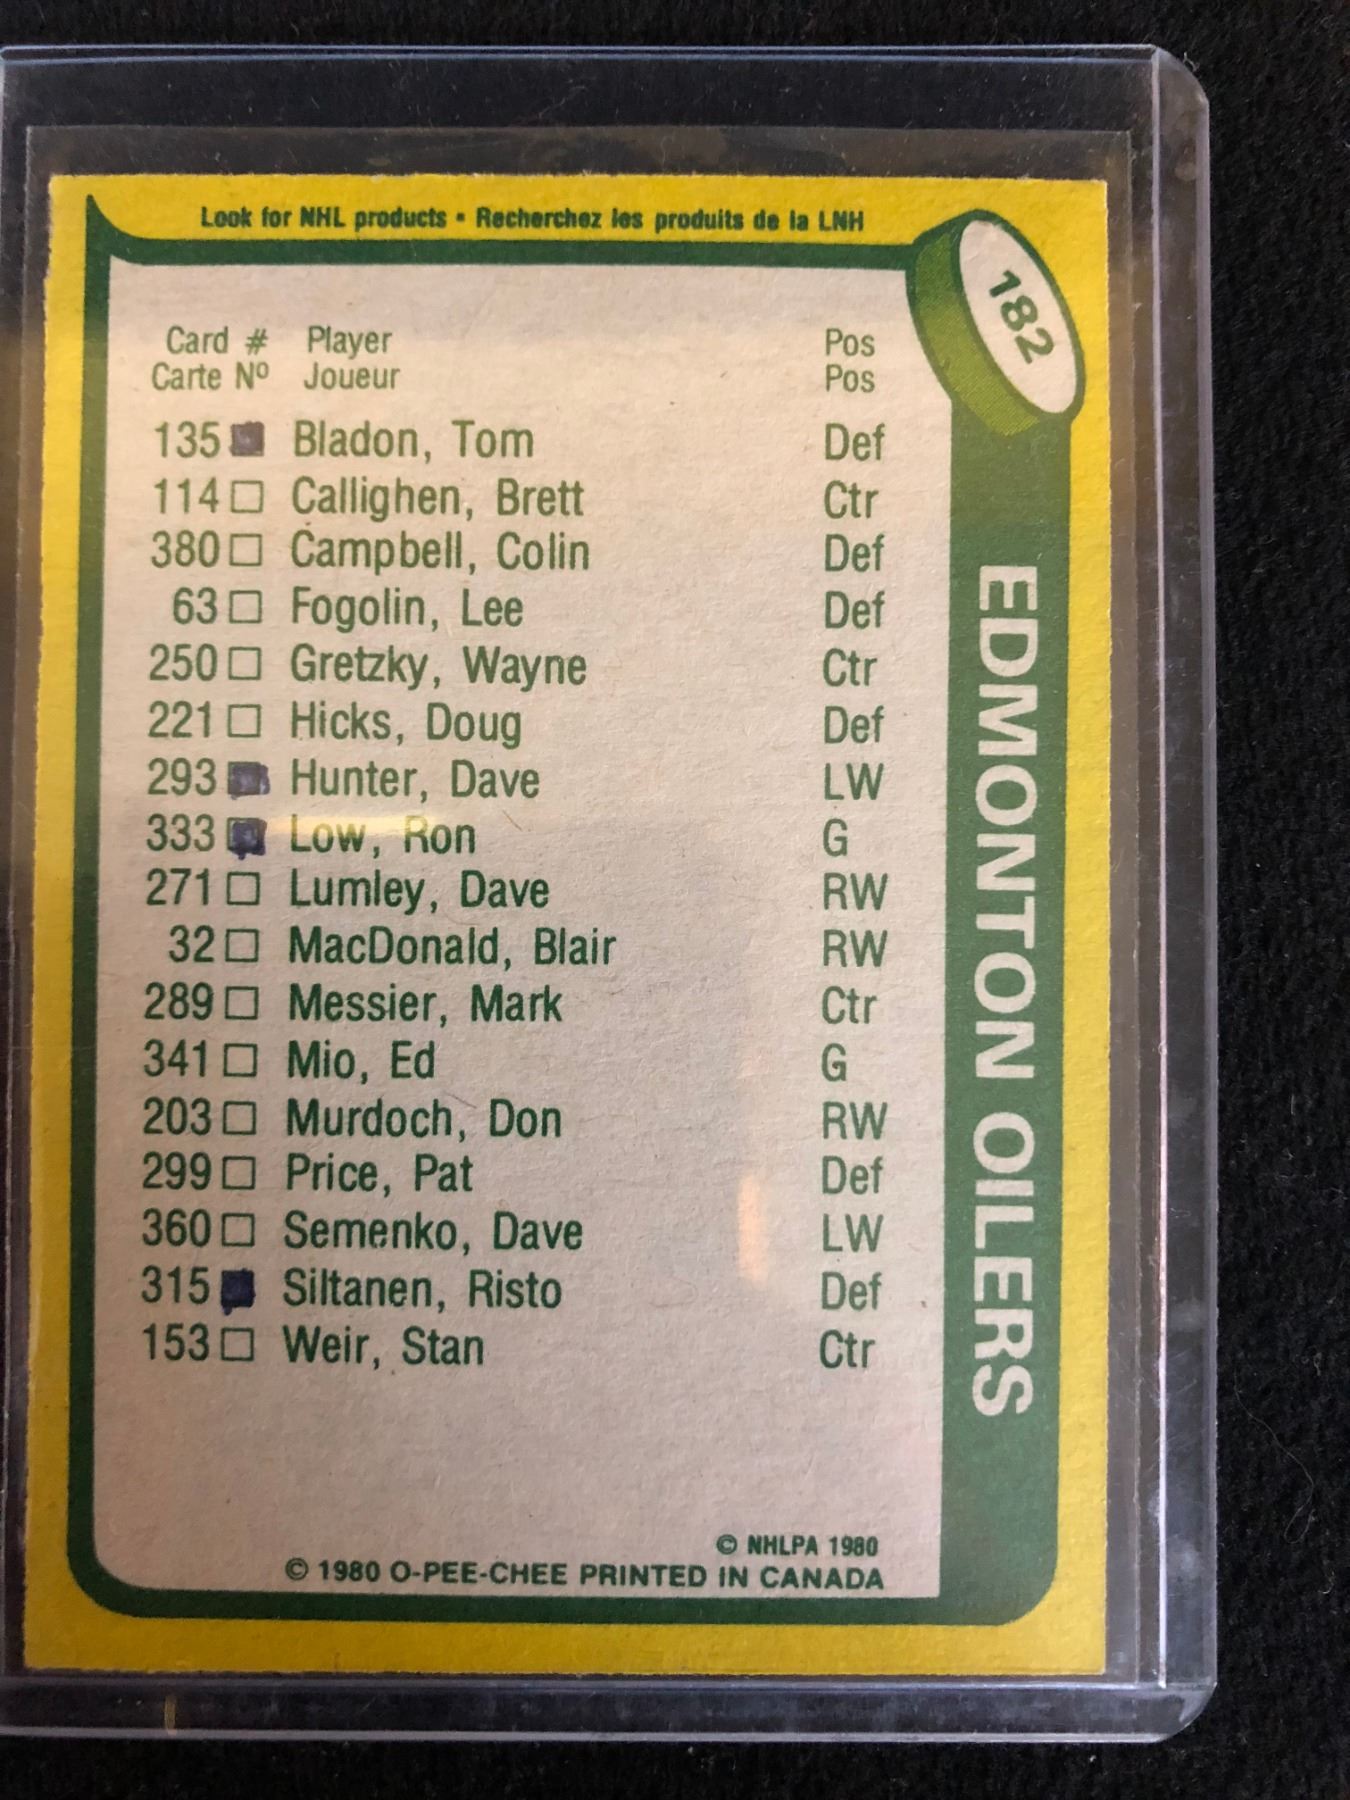 Look for NHL products • Recherchez les produits de la LNH
182
Card # Player Pos
Carte Nº Joueur Pos
135 ■ Bladon, Tom Def
114 □ Callighen, Brett Ctr
380 □ Campbell, Colin Def
63 □ Fogolin, Lee Def
250 □ Gretzky, Wayne Ctr
221 □ Hicks, Doug Def
293 ■ Hunter, Dave LW
333 ■ Low, Ron G
271 □ Lumley, Dave RW
32 □ MacDonald, Blair RW
289 □ Messier, Mark Ctr
341 □ Mio, Ed G
203 □ Murdoch, Don RW
299 □ Price, Pat Def
360 □ Semenko, Dave LW
315 ■ Siltanen, Risto Def
153 □ Weir, Stan Ctr
EDMONTON OILERS
© NHLPA 1980
© 1980 O-PEE-CHEE PRINTED IN CANADA